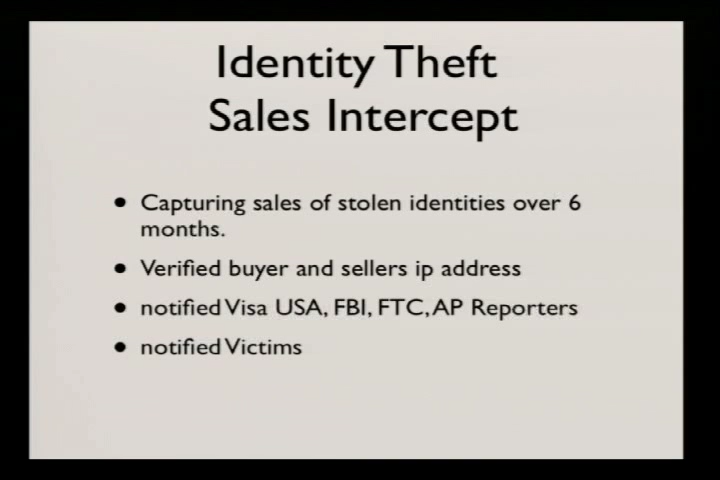 Identity Theft
Sales Intercept
• Capturing sales of stolen identities over 6
months.
• Verified buyer and sellers ip address
• notified Visa USA, FBI, FTC, AP Reporters
• notified Victims